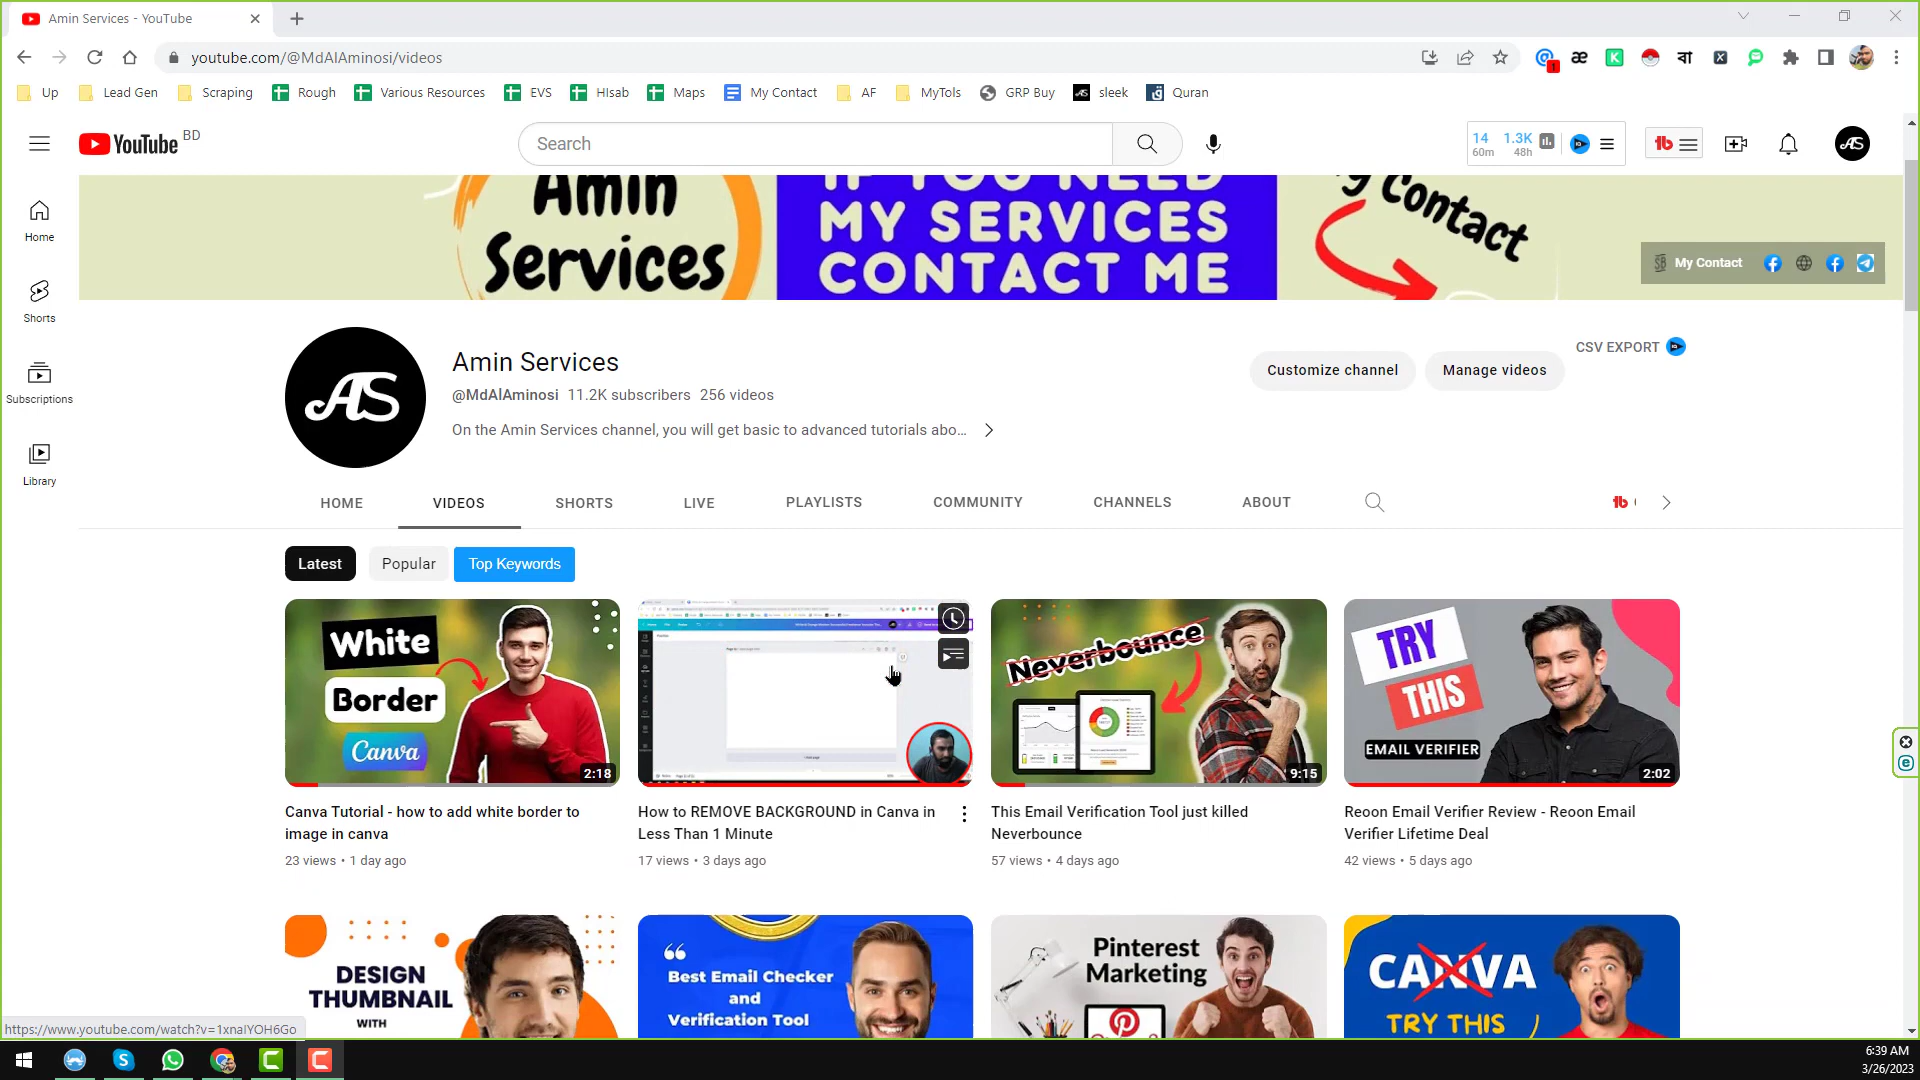 Amin Services - YouTube
youtube.com/@MdAlAminosi/videos
1
Up
Lead Gen
Scraping
Rough
Various Resources
EVS
HIsab
Maps
My Contact
AF
MyTols
GRP Buy
sleek
Quran
YouTube BD
Search
14 1.3K
60m 48h
Amin
Services
IF YOU NEED
MY SERVICES
CONTACT ME
Contact
My Contact
Home
Shorts
Subscriptions
Library
AS
Amin Services
@MdAlAminosi 11.2K subscribers 256 videos
On the Amin Services channel, you will get basic to advanced tutorials abo...
Customize channel
Manage videos
CSV EXPORT
HOME
VIDEOS
SHORTS
LIVE
PLAYLISTS
COMMUNITY
CHANNELS
ABOUT
Latest
Popular
Top Keywords
White
Border
Canva
2:18
Neverbounce
9:15
TRY
THIS
EMAIL VERIFIER
2:02
Canva Tutorial - how to add white border to
image in canva
23 views • 1 day ago
How to REMOVE BACKGROUND in Canva in
Less Than 1 Minute
17 views • 3 days ago
This Email Verification Tool just killed
Neverbounce
57 views • 4 days ago
Reoon Email Verifier Review - Reoon Email
Verifier Lifetime Deal
42 views • 5 days ago
DESIGN
THUMBNAIL
WITH
Best Email Checker
and
Verification Tool
Pinterest
Marketing
CANVA
TRY THIS
https://www.youtube.com/watch?v=1xnaIYOH6Go
6:39 AM
3/26/2023